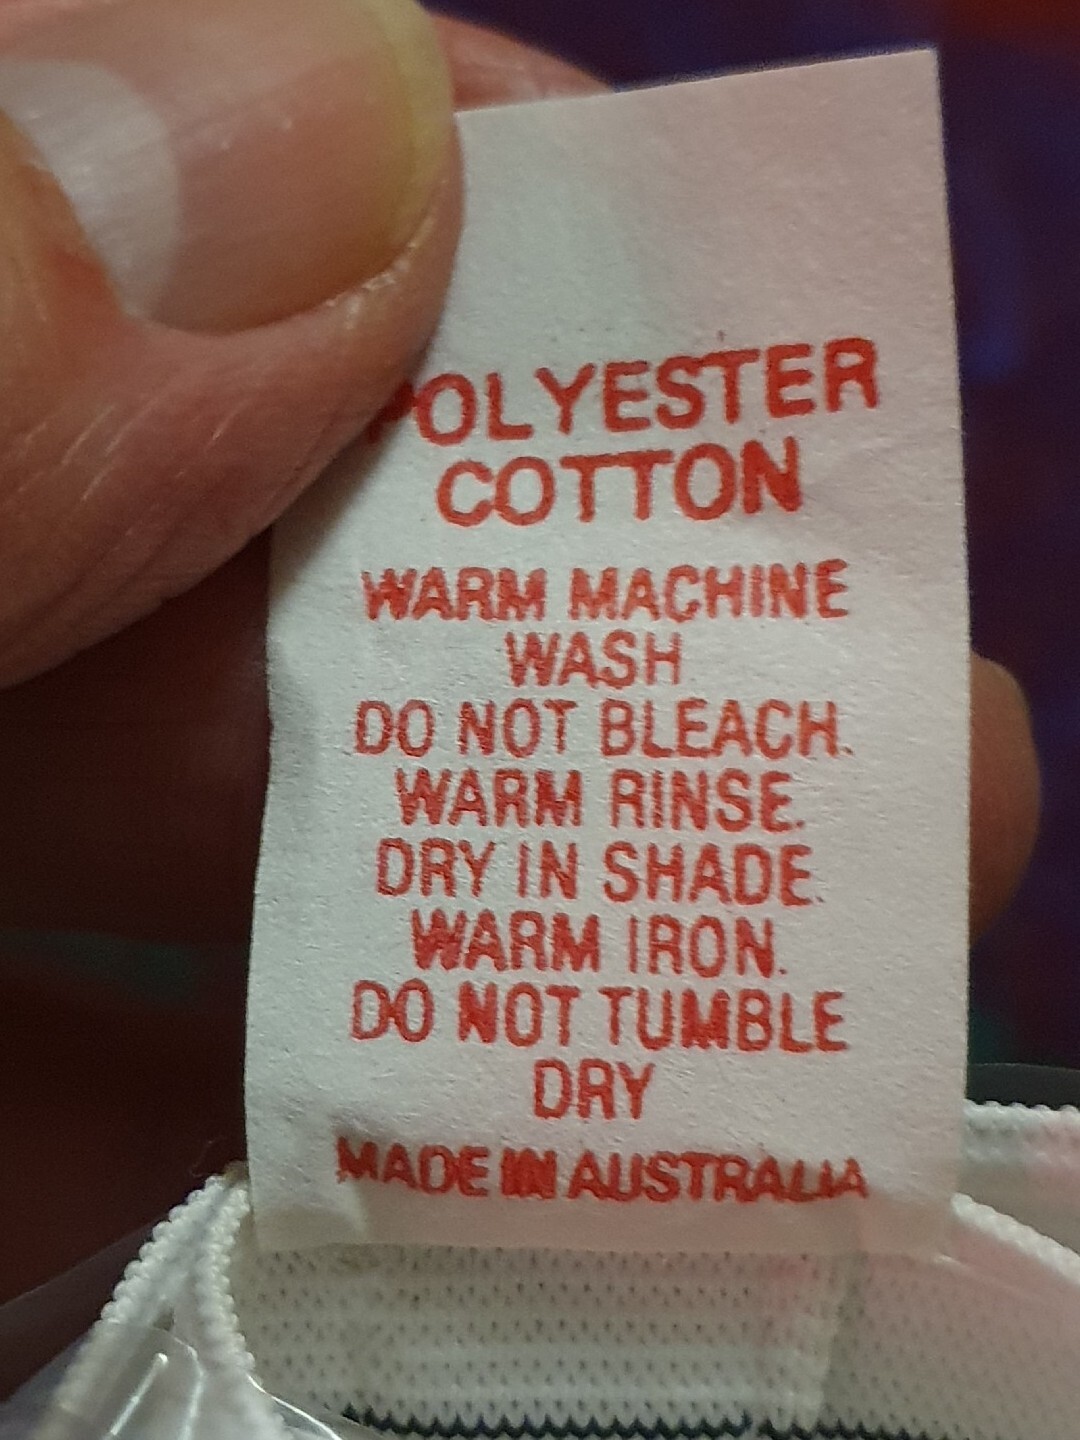 POLYESTER
COTTON
WARM MACHINE
WASH
DO NOT BLEACH.
WARM RINSE.
DRY IN SHADE.
WARM IRON.
DO NOT TUMBLE
DRY
MADE IN AUSTRALIA